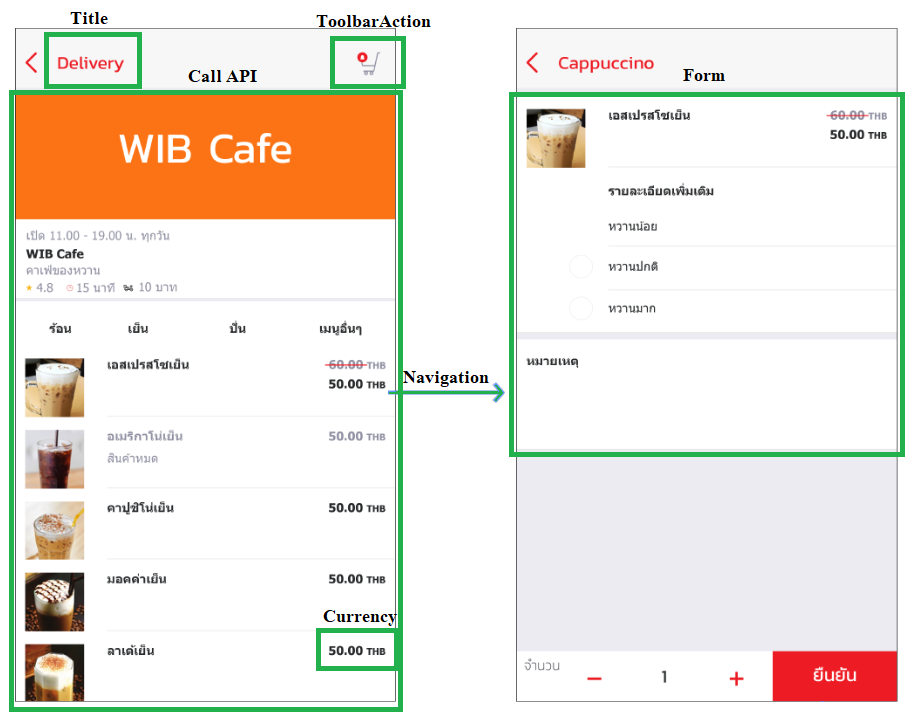 Title
ToolbarAction
Delivery
Call API
WIB Cafe
เปิด 11.00 - 19.00 น. ทุกวัน
WIB Cafe
คาเฟ่ของหวาน
4.8 15 นาที 10 บาท
ร้อน เย็น ปั่น เมนูอื่นๆ
เอสเปรสโซเย็น 60.00 THB
50.00 THB
อเมริกาโน่เย็น 50.00 THB
สินค้าหมด
คาปูชิโน่เย็น 50.00 THB
มอคค่าเย็น 50.00 THB
Currency
ลาเต้เย็น 50.00 THB
Navigation
Cappuccino
Form
เอสเปรสโซเย็น 60.00 THB
50.00 THB
รายละเอียดเพิ่มเติม
หวานน้อย
หวานปกติ
หวานมาก
หมายเหตุ
จำนวน
− 1 +
ยืนยัน